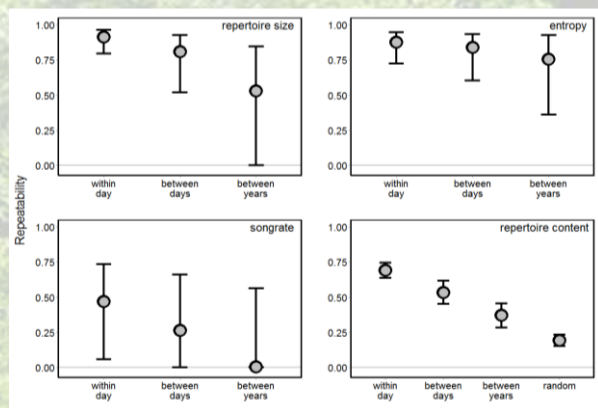 repertoire size
1.00
0.75
0.50
0.25
0.00
within
day
between
days
between
years
entropy
1.00
0.75
0.50
0.25
0.00
within
day
between
days
between
years
Repeatability
songrate
1.00
0.75
0.50
0.25
0.00
within
day
between
days
between
years
repertoire content
1.00
0.75
0.50
0.25
0.00
within
day
between
days
between
years
random